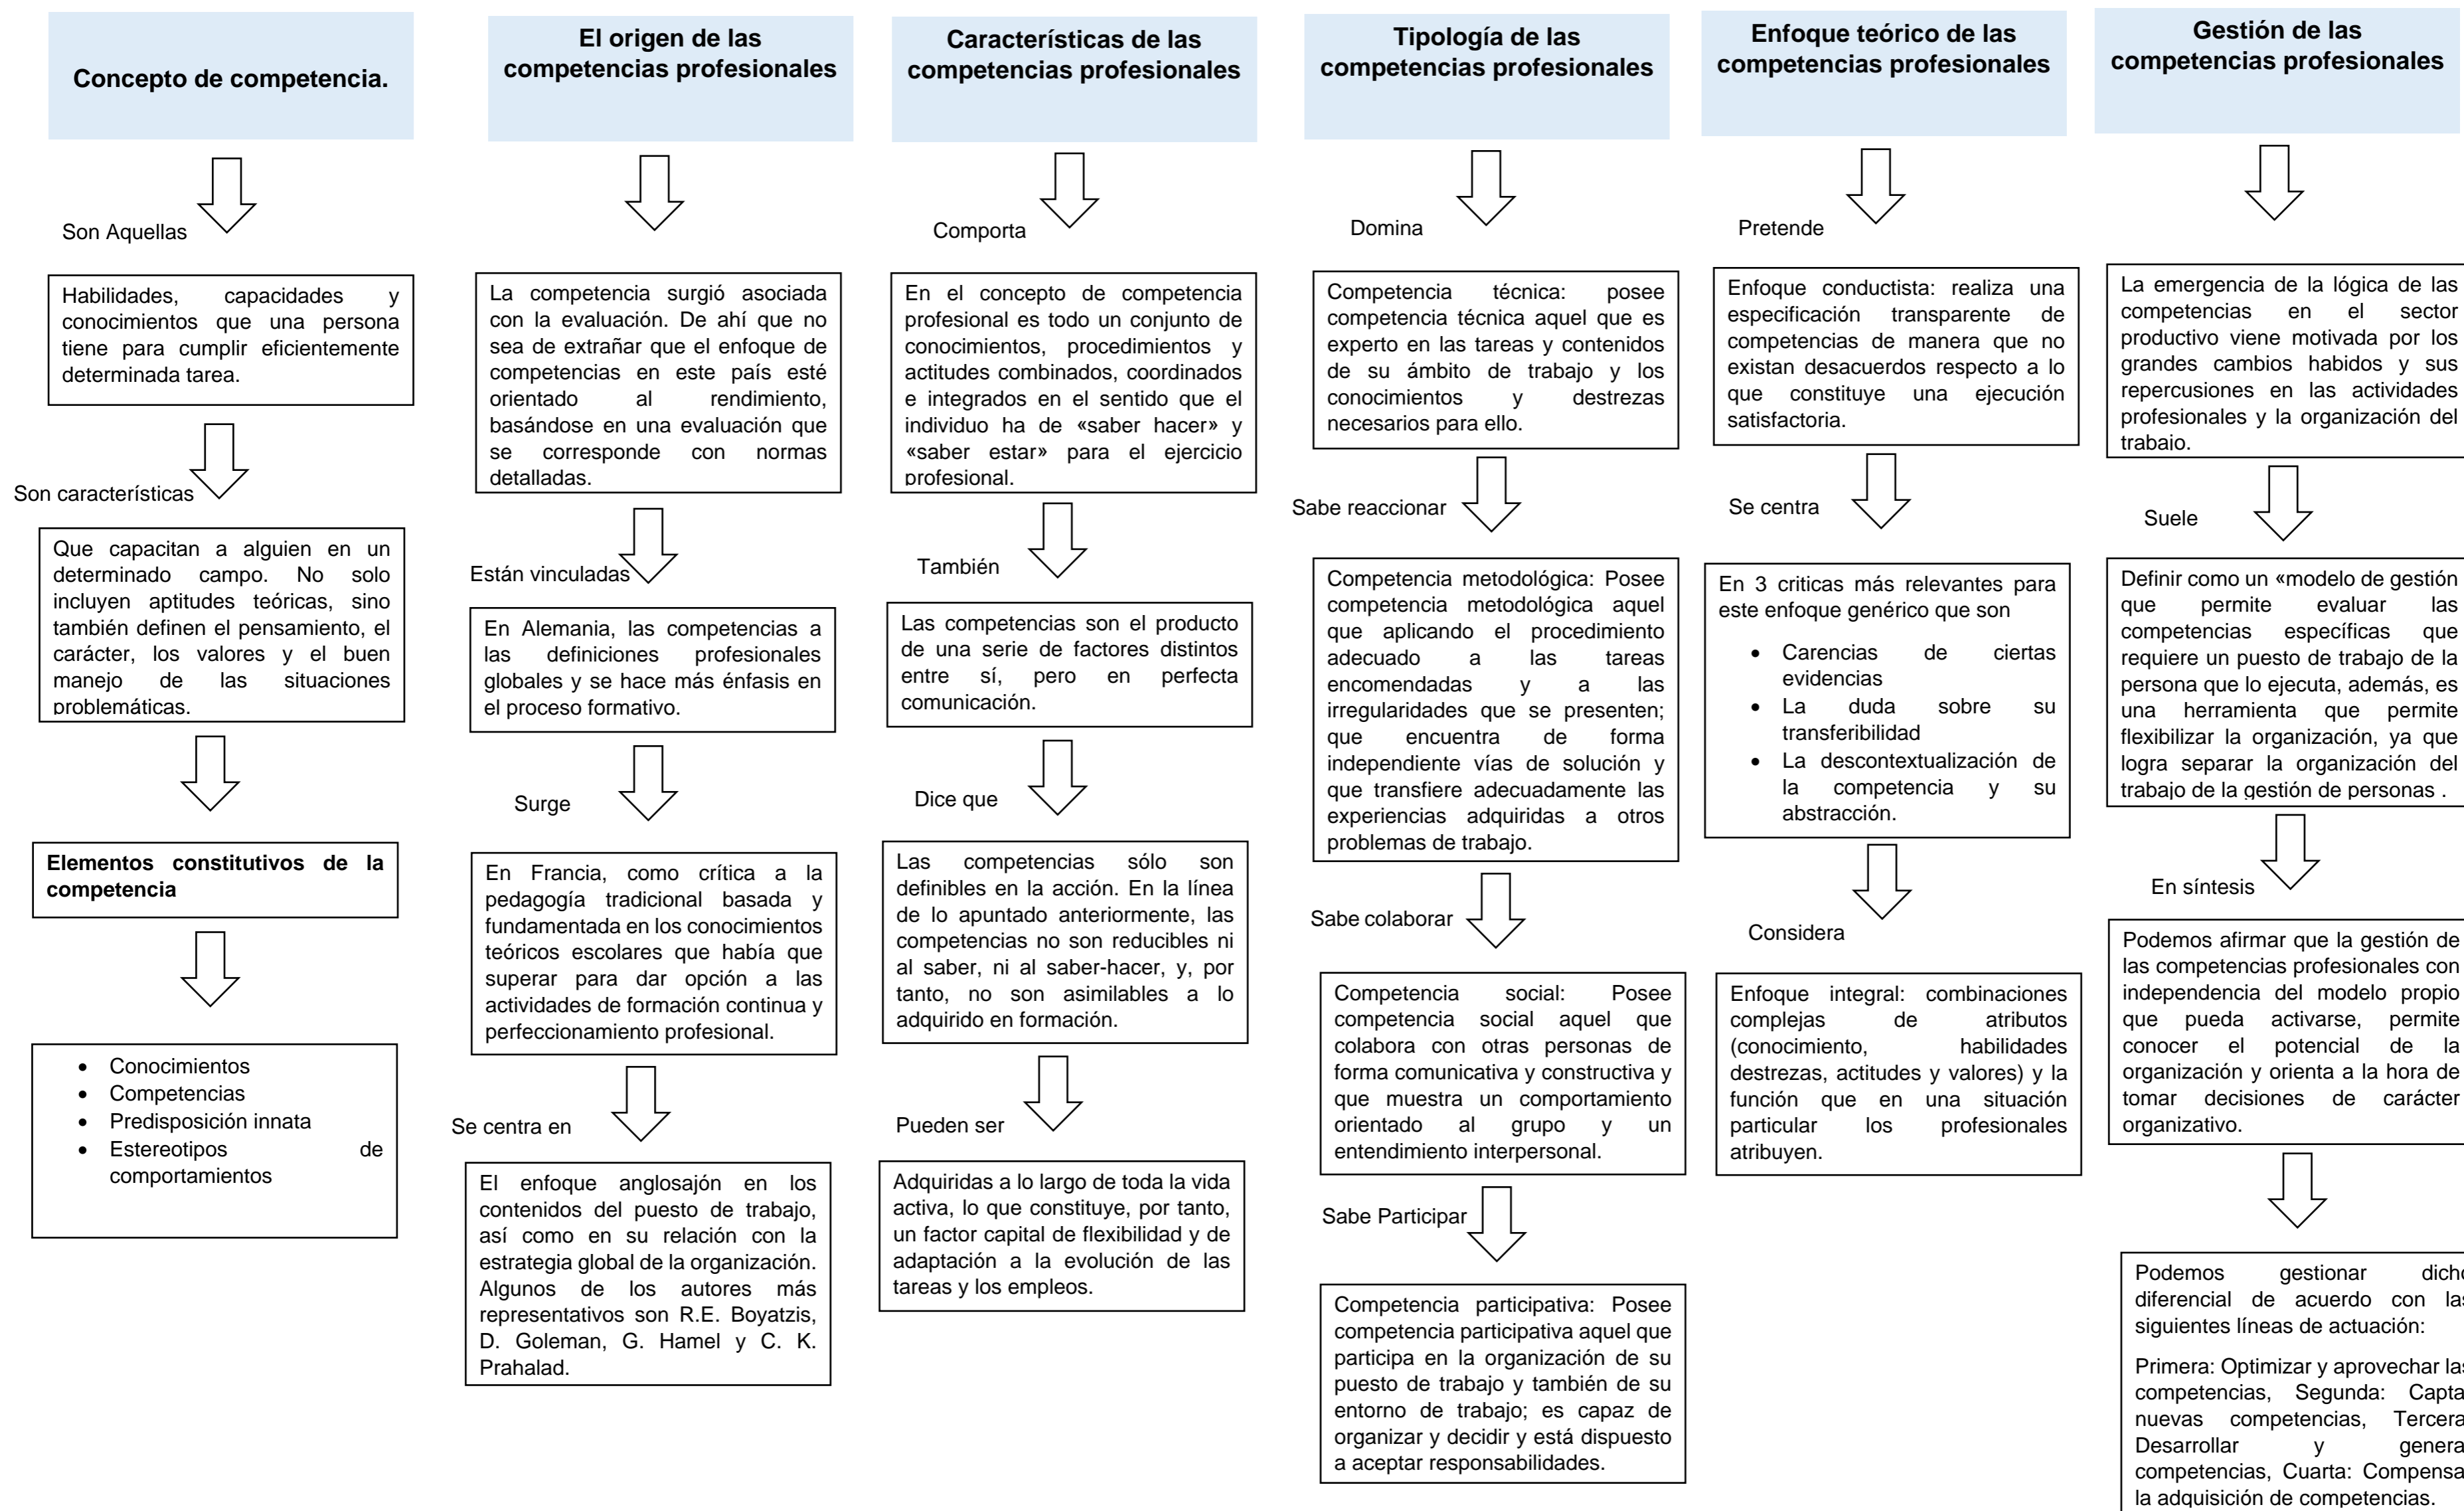 Concepto de competencia.
Son Aquellas
Habilidades, capacidades y
conocimientos que una persona
tiene para cumplir eficientemente
determinada tarea.
Son características
Que capacitan a alguien en un
determinado campo. No solo
incluyen aptitudes teóricas, sino
también definen el pensamiento, el
carácter, los valores y el buen
manejo de las situaciones
problemáticas.
Elementos constitutivos de la
competencia
• Conocimientos
• Competencias
• Predisposición innata
• Estereotipos de
comportamientos
El origen de las
competencias profesionales
La competencia surgió asociada
con la evaluación. De ahí que no
sea de extrañar que el enfoque de
competencias en este país esté
orientado al rendimiento,
basándose en una evaluación que
se corresponde con normas
detalladas.
Están vinculadas
En Alemania, las competencias a
las definiciones profesionales
globales y se hace más énfasis en
el proceso formativo.
Surge
En Francia, como crítica a la
pedagogía tradicional basada y
fundamentada en los conocimientos
teóricos escolares que había que
superar para dar opción a las
actividades de formación continua y
perfeccionamiento profesional.
Se centra en
El enfoque anglosajón en los
contenidos del puesto de trabajo,
así como en su relación con la
estrategia global de la organización.
Algunos de los autores más
representativos son R.E. Boyatzis,
D. Goleman, G. Hamel y C. K.
Prahalad.
Características de las
competencias profesionales
Comporta
En el concepto de competencia
profesional es todo un conjunto de
conocimientos, procedimientos y
actitudes combinados, coordinados
e integrados en el sentido que el
individuo ha de «saber hacer» y
«saber estar» para el ejercicio
profesional.
También
Las competencias son el producto
de una serie de factores distintos
entre sí, pero en perfecta
comunicación.
Dice que
Las competencias sólo son
definibles en la acción. En la línea
de lo apuntado anteriormente, las
competencias no son reducibles ni
al saber, ni al saber-hacer, y, por
tanto, no son asimilables a lo
adquirido en formación.
Pueden ser
Adquiridas a lo largo de toda la vida
activa, lo que constituye, por tanto,
un factor capital de flexibilidad y de
adaptación a la evolución de las
tareas y los empleos.
Tipología de las
competencias profesionales
Domina
Competencia técnica: posee
competencia técnica aquel que es
experto en las tareas y contenidos
de su ámbito de trabajo y los
conocimientos y destrezas
necesarios para ello.
Sabe reaccionar
Competencia metodológica: Posee
competencia metodológica aquel
que aplicando el procedimiento
adecuado a las tareas
encomendadas y a las
irregularidades que se presenten;
que encuentra de forma
independiente vías de solución y
que transfiere adecuadamente las
experiencias adquiridas a otros
problemas de trabajo.
Sabe colaborar
Competencia social: Posee
competencia social aquel que
colabora con otras personas de
forma comunicativa y constructiva y
que muestra un comportamiento
orientado al grupo y un
entendimiento interpersonal.
Sabe Participar
Competencia participativa: Posee
competencia participativa aquel que
participa en la organización de su
puesto de trabajo y también de su
entorno de trabajo; es capaz de
organizar y decidir y está dispuesto
a aceptar responsabilidades.
Enfoque teórico de las
competencias profesionales
Pretende
Enfoque conductista: realiza una
especificación transparente de
competencias de manera que no
existan desacuerdos respecto a lo
que constituye una ejecución
satisfactoria.
Se centra
En 3 criticas más relevantes para
este enfoque genérico que son
• Carencias de ciertas
evidencias
• La duda sobre su
transferibilidad
• La descontextualización de
la competencia y su
abstracción.
Considera
Enfoque integral: combinaciones
complejas de atributos
(conocimiento, habilidades
destrezas, actitudes y valores) y la
función que en una situación
particular los profesionales
atribuyen.
Gestión de las
competencias profesionales
La emergencia de la lógica de las
competencias en el sector
productivo viene motivada por los
grandes cambios habidos y sus
repercusiones en las actividades
profesionales y la organización del
trabajo.
Suele
Definir como un «modelo de gestión
que permite evaluar las
competencias específicas que
requiere un puesto de trabajo de la
persona que lo ejecuta, además, es
una herramienta que permite
flexibilizar la organización, ya que
logra separar la organización del
trabajo de la gestión de personas .
En síntesis
Podemos afirmar que la gestión de
las competencias profesionales con
independencia del modelo propio
que pueda activarse, permite
conocer el potencial de la
organización y orienta a la hora de
tomar decisiones de carácter
organizativo.
Podemos gestionar dicho
diferencial de acuerdo con las
siguientes líneas de actuación:
Primera: Optimizar y aprovechar las
competencias, Segunda: Capta
nuevas competencias, Tercera
Desarrollar y genera
competencias, Cuarta: Compensa
la adquisición de competencias.